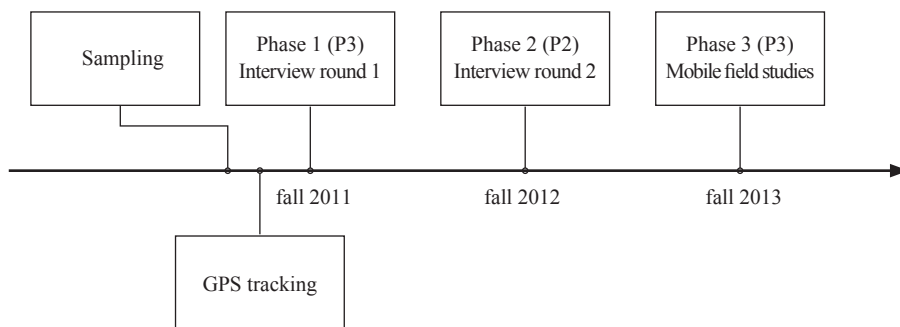 Sampling
Phase 1 (P3)
Interview round 1
Phase 2 (P2)
Interview round 2
Phase 3 (P3)
Mobile field studies
fall 2011
fall 2012
fall 2013
GPS tracking